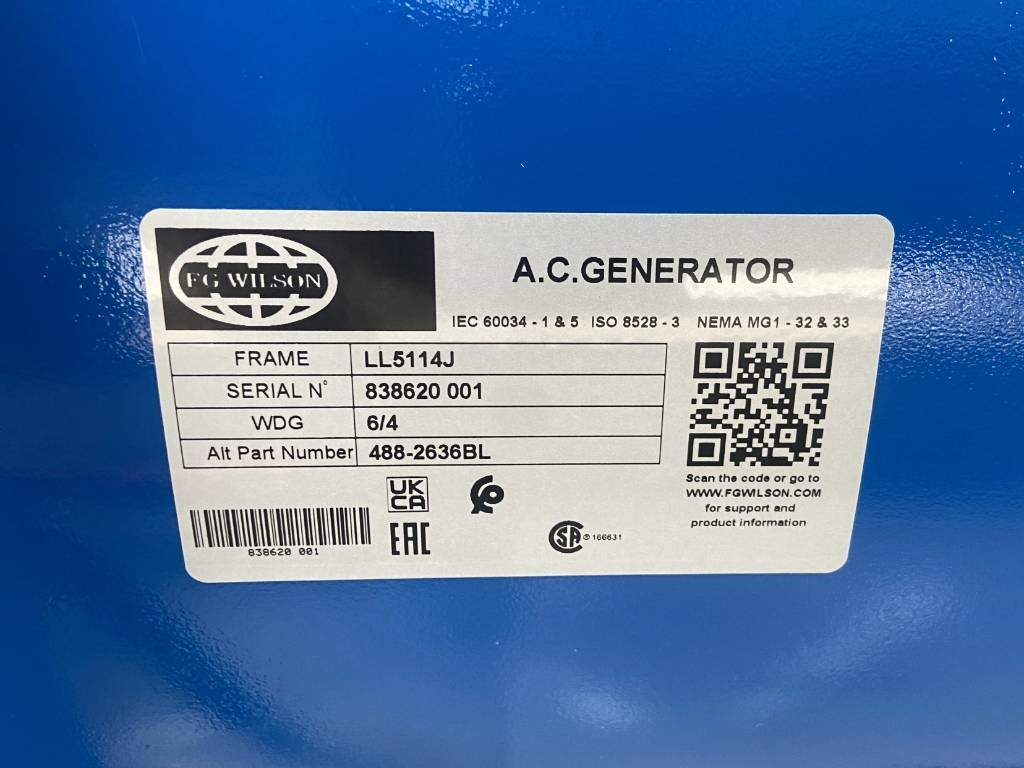 FG WILSON
A.C.GENERATOR
IEC 60034 - 1 & 5 ISO 8528 - 3 NEMA MG1 - 32 & 33
FRAME LL5114J
SERIAL N° 838620 001
WDG 6/4
Alt Part Number 488-2636BL
Scan the code or go to
WWW.FGWILSON.COM
for support and
product information
UK
CA
838620 001
EAC
SA ® 166631